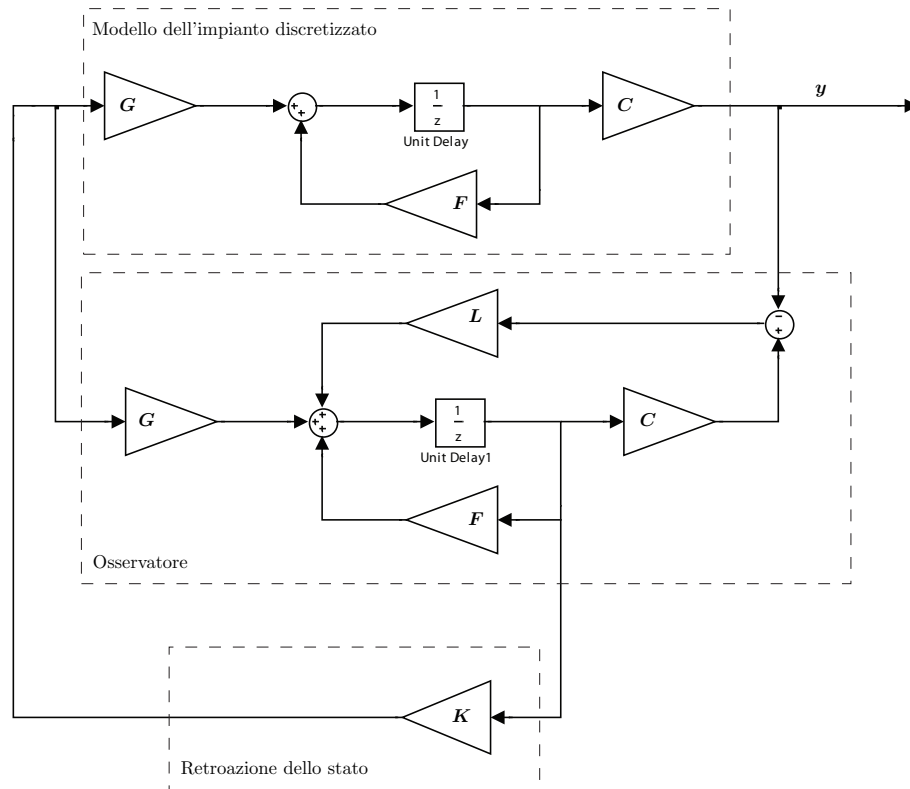 Modello dell'impianto discretizzato
G
+
+
1
z
Unit Delay
C
y
F
L
−
+
G
+
+
+
1
z
Unit Delay1
C
F
Osservatore
K
Retroazione dello stato